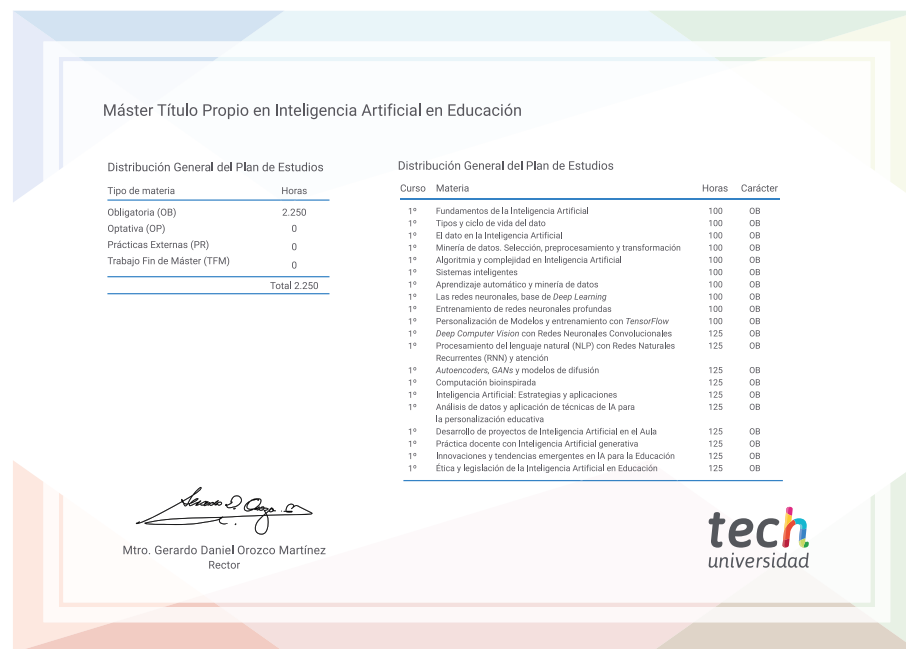 Máster Título Propio en Inteligencia Artificial en Educación
Distribución General del Plan de Estudios
Tipo de materia Horas
Obligatoria (OB) 2.250
Optativa (OP) 0
Prácticas Externas (PR) 0
Trabajo Fin de Máster (TFM) 0
Total 2.250
Distribución General del Plan de Estudios
Curso Materia Horas Carácter
1º Fundamentos de la Inteligencia Artificial 100 OB
1º Tipos y ciclo de vida del dato 100 OB
1º El dato en la Inteligencia Artificial 100 OB
1º Minería de datos. Selección, preprocesamiento y transformación 100 OB
1º Algoritmia y complejidad en Inteligencia Artificial 100 OB
1º Sistemas inteligentes 100 OB
1º Aprendizaje automático y minería de datos 100 OB
1º Las redes neuronales, base de Deep Learning 100 OB
1º Entrenamiento de redes neuronales profundas 100 OB
1º Personalización de Modelos y entrenamiento con TensorFlow 100 OB
1º Deep Computer Vision con Redes Neuronales Convolucionales 125 OB
1º Procesamiento del lenguaje natural (NLP) con Redes Naturales 125 OB
Recurrentes (RNN) y atención
1º Autoencoders, GANs y modelos de difusión 125 OB
1º Computación bioinspirada 125 OB
1º Inteligencia Artificial: Estrategias y aplicaciones 125 OB
1º Análisis de datos y aplicación de técnicas de IA para 125 OB
la personalización educativa
1º Desarrollo de proyectos de Inteligencia Artificial en el Aula 125 OB
1º Práctica docente con Inteligencia Artificial generativa 125 OB
1º Innovaciones y tendencias emergentes en IA para la Educación 125 OB
1º Ética y legislación de la Inteligencia Artificial en Educación 125 OB
Mtro. Gerardo Daniel Orozco Martínez
Rector
tech
universidad